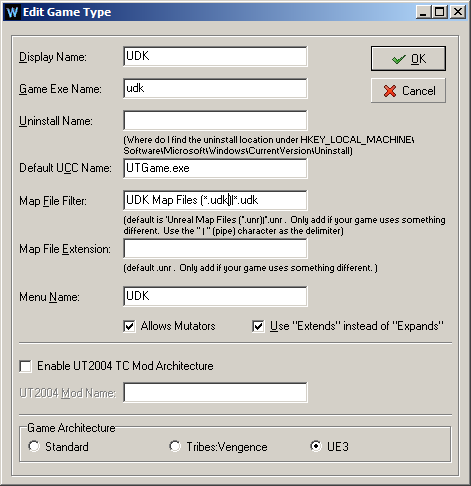 W Edit Game Type
Display Name: UDK
OK
Game Exe Name: udk
Cancel
Uninstall Name:
(Where do I find the uninstall location under HKEY_LOCAL_MACHINE\
Software\Microsoft\Windows\CurrentVersion\Uninstall)
Default UCC Name: UTGame.exe
Map File Filter: UDK Map Files (*.udk)|*.udk
(default is 'Unreal Map Files (*.unr)|*.unr . Only add if your game uses something
different. Use the "|" (pipe) character as the delimiter)
Map File Extension:
(default .unr . Only add if your game uses something different. )
Menu Name: UDK
Allows Mutators
Use "Extends" instead of "Expands"
Enable UT2004 TC Mod Architecture
UT2004 Mod Name:
Game Architecture
Standard
Tribes:Vengence
UE3